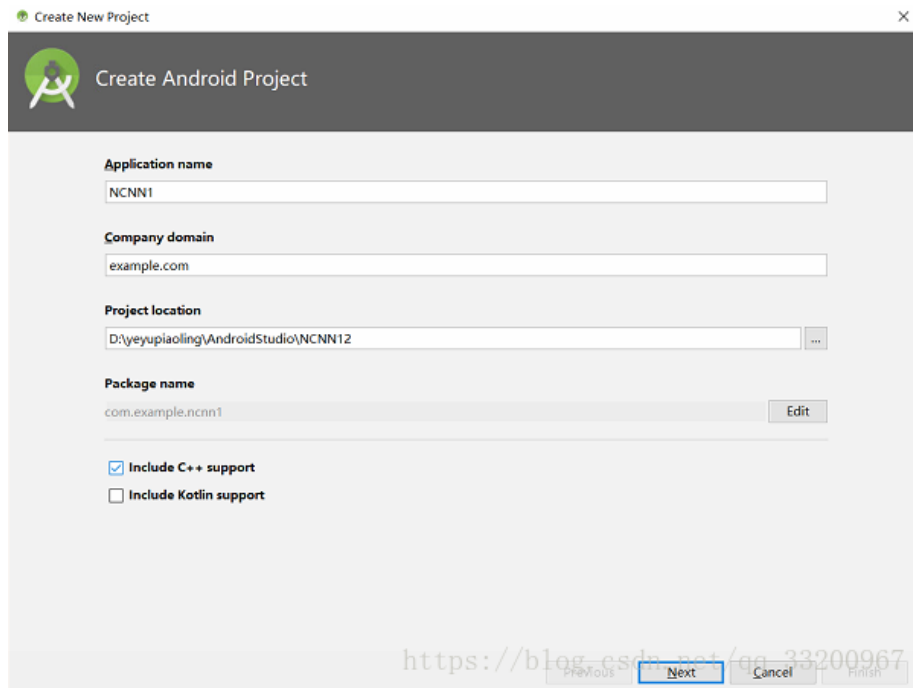 Create New Project
Create Android Project
Application name
NCNN1
Company domain
example.com
Project location
D:\yeyupiaoling\AndroidStudio\NCNN12
...
Package name
com.example.ncnn1
Edit
Include C++ support
Include Kotlin support
https://blog.csdn.net/qq_33200967
Previous Next Cancel Finish